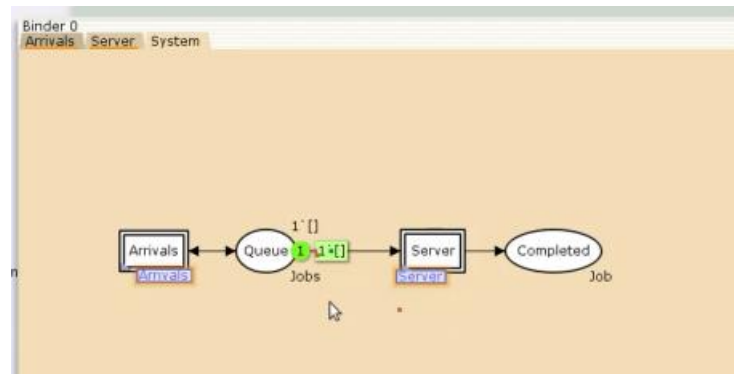 Binder 0
Arrivals Server System
1`[]
Arrivals Queue 1 1`[] Server Completed
Arrivals Jobs Server Job
n